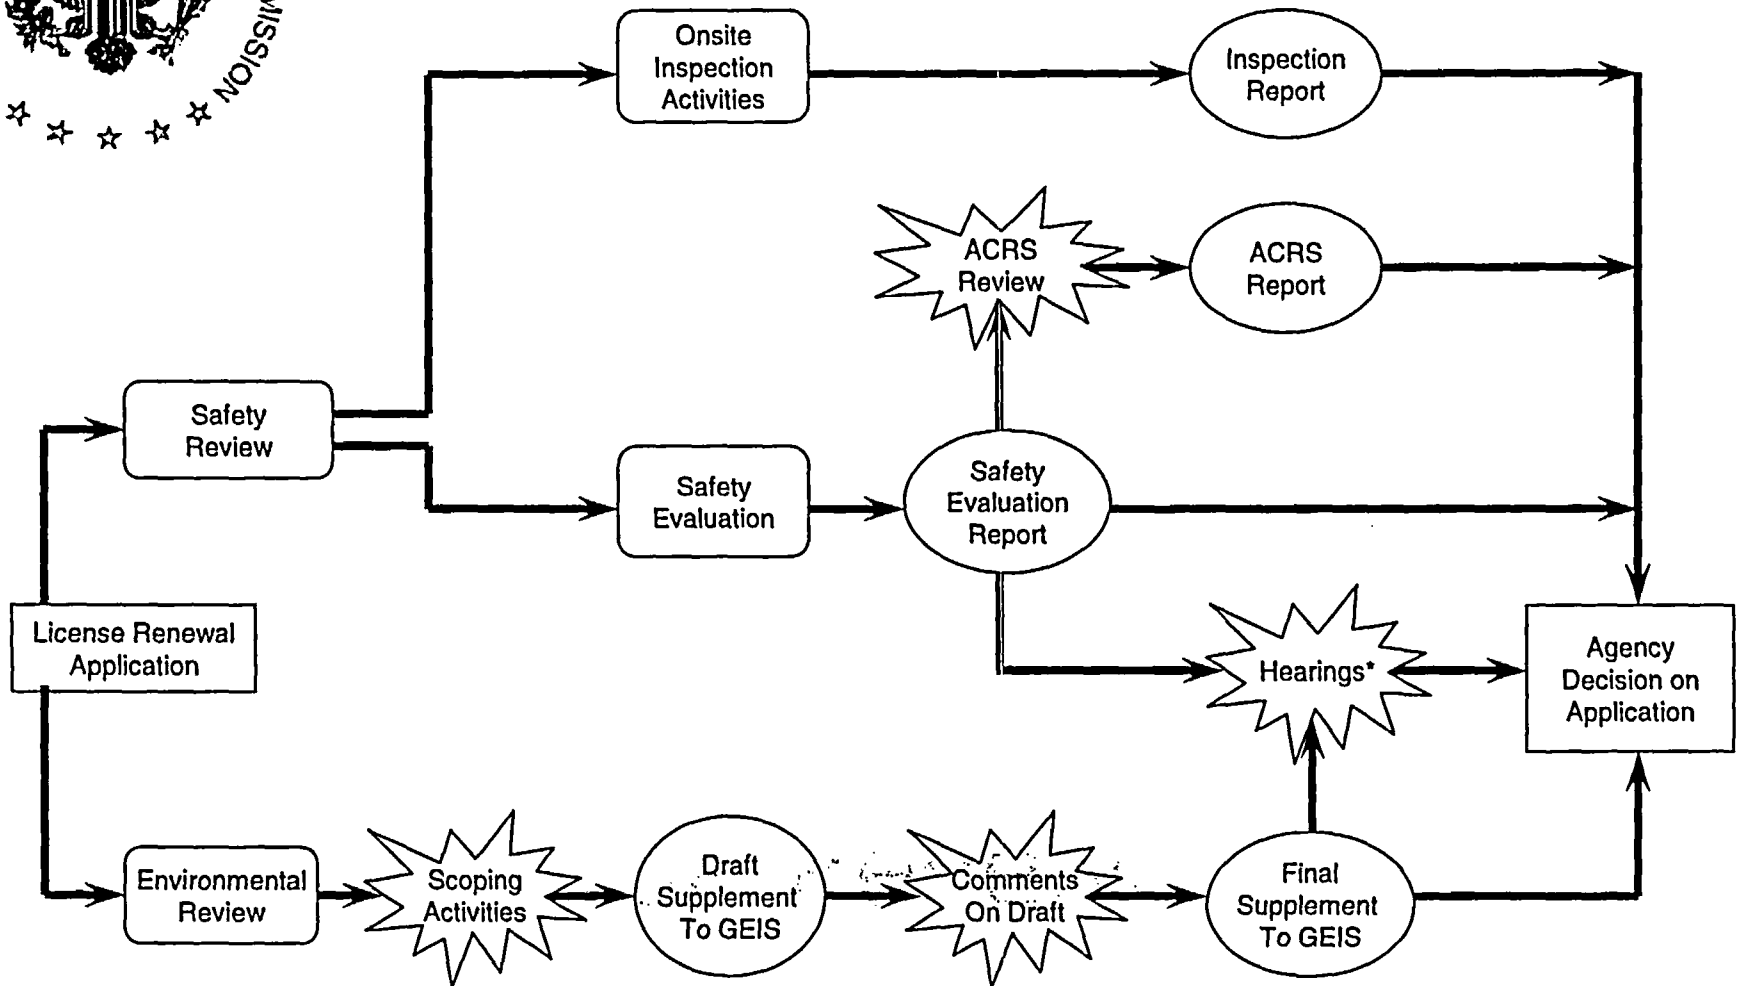 MISSION
Onsite
Inspection
Activities
Inspection
Report
ACRS
Review
ACRS
Report
Safety
Review
Safety
Evaluation
Safety
Evaluation
Report
License Renewal
Application
Hearings*
Agency
Decision on
Application
Environmental
Review
Scoping
Activities
Draft
Supplement
To GEIS
Comments
On Draft
Final
Supplement
To GEIS